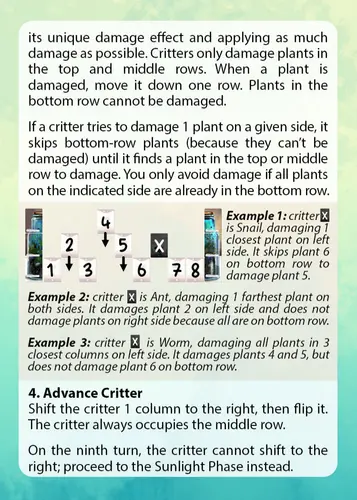 its unique damage effect and applying as much
damage as possible. Critters only damage plants in
the top and middle rows. When a plant is
damaged, move it down one row. Plants in the
bottom row cannot be damaged.
If a critter tries to damage 1 plant on a given side, it
skips bottom-row plants (because they can't be
damaged) until it finds a plant in the top or middle
row to damage. You only avoid damage if all plants
on the indicated side are already in the bottom row.
4
2 5 X
1 3 6 7 8
Example 1: critter X
is Snail, damaging 1
closest plant on left
side. It skips plant 6
on bottom row to
damage plant 5.
Example 2: critter X is Ant, damaging 1 farthest plant on
both sides. It damages plant 2 on left side and does not
damage plants on right side because all are on bottom row.
Example 3: critter X is Worm, damaging all plants in 3
closest columns on left side. It damages plants 4 and 5, but
does not damage plant 6 on bottom row.
4. Advance Critter
Shift the critter 1 column to the right, then flip it.
The critter always occupies the middle row.
On the ninth turn, the critter cannot shift to the
right; proceed to the Sunlight Phase instead.